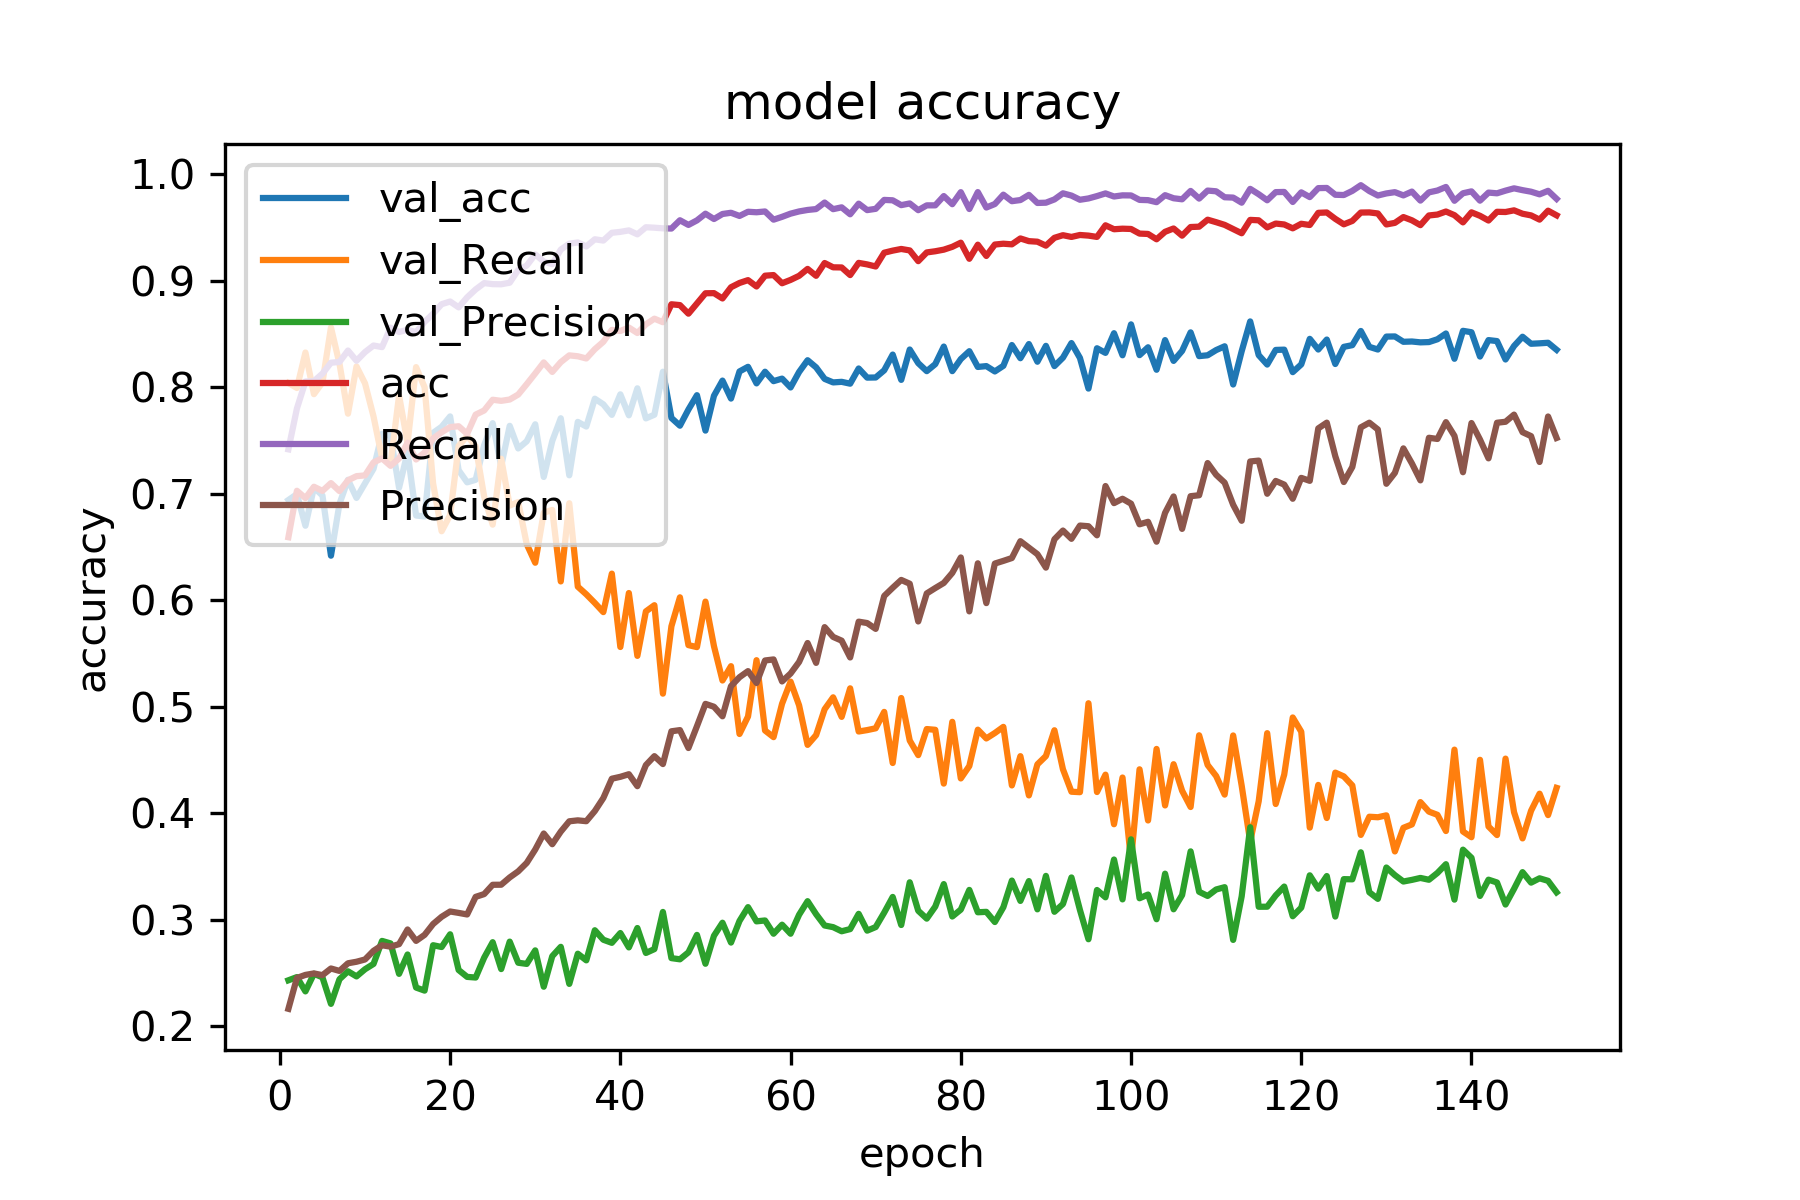 model accuracy
accuracy
1.0
0.9
0.8
0.7
0.6
0.5
0.4
0.3
0.2
val_acc
val_Recall
val_Precision
acc
Recall
Precision
0 20 40 60 80 100 120 140
epoch